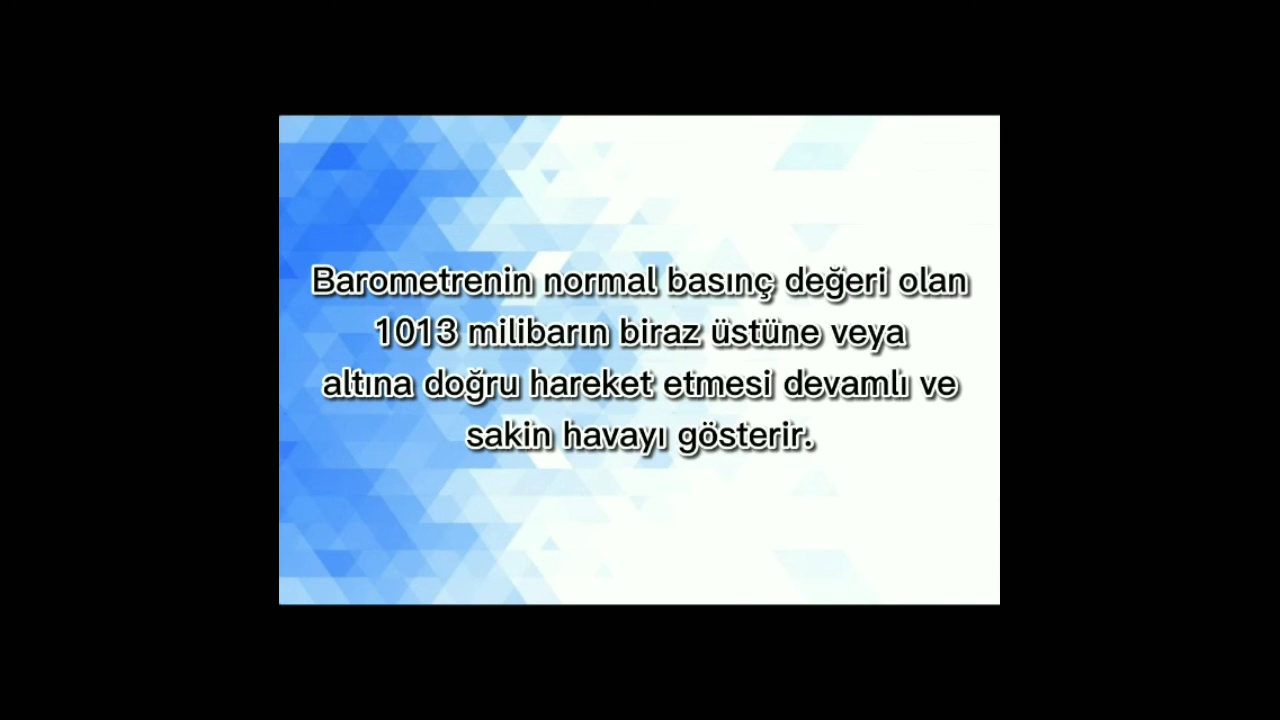 Barometrenin normal basınç değeri olan
1013 milibarın biraz üstüne veya
altına doğru hareket etmesi devamlı ve
sakin havayı gösterir.